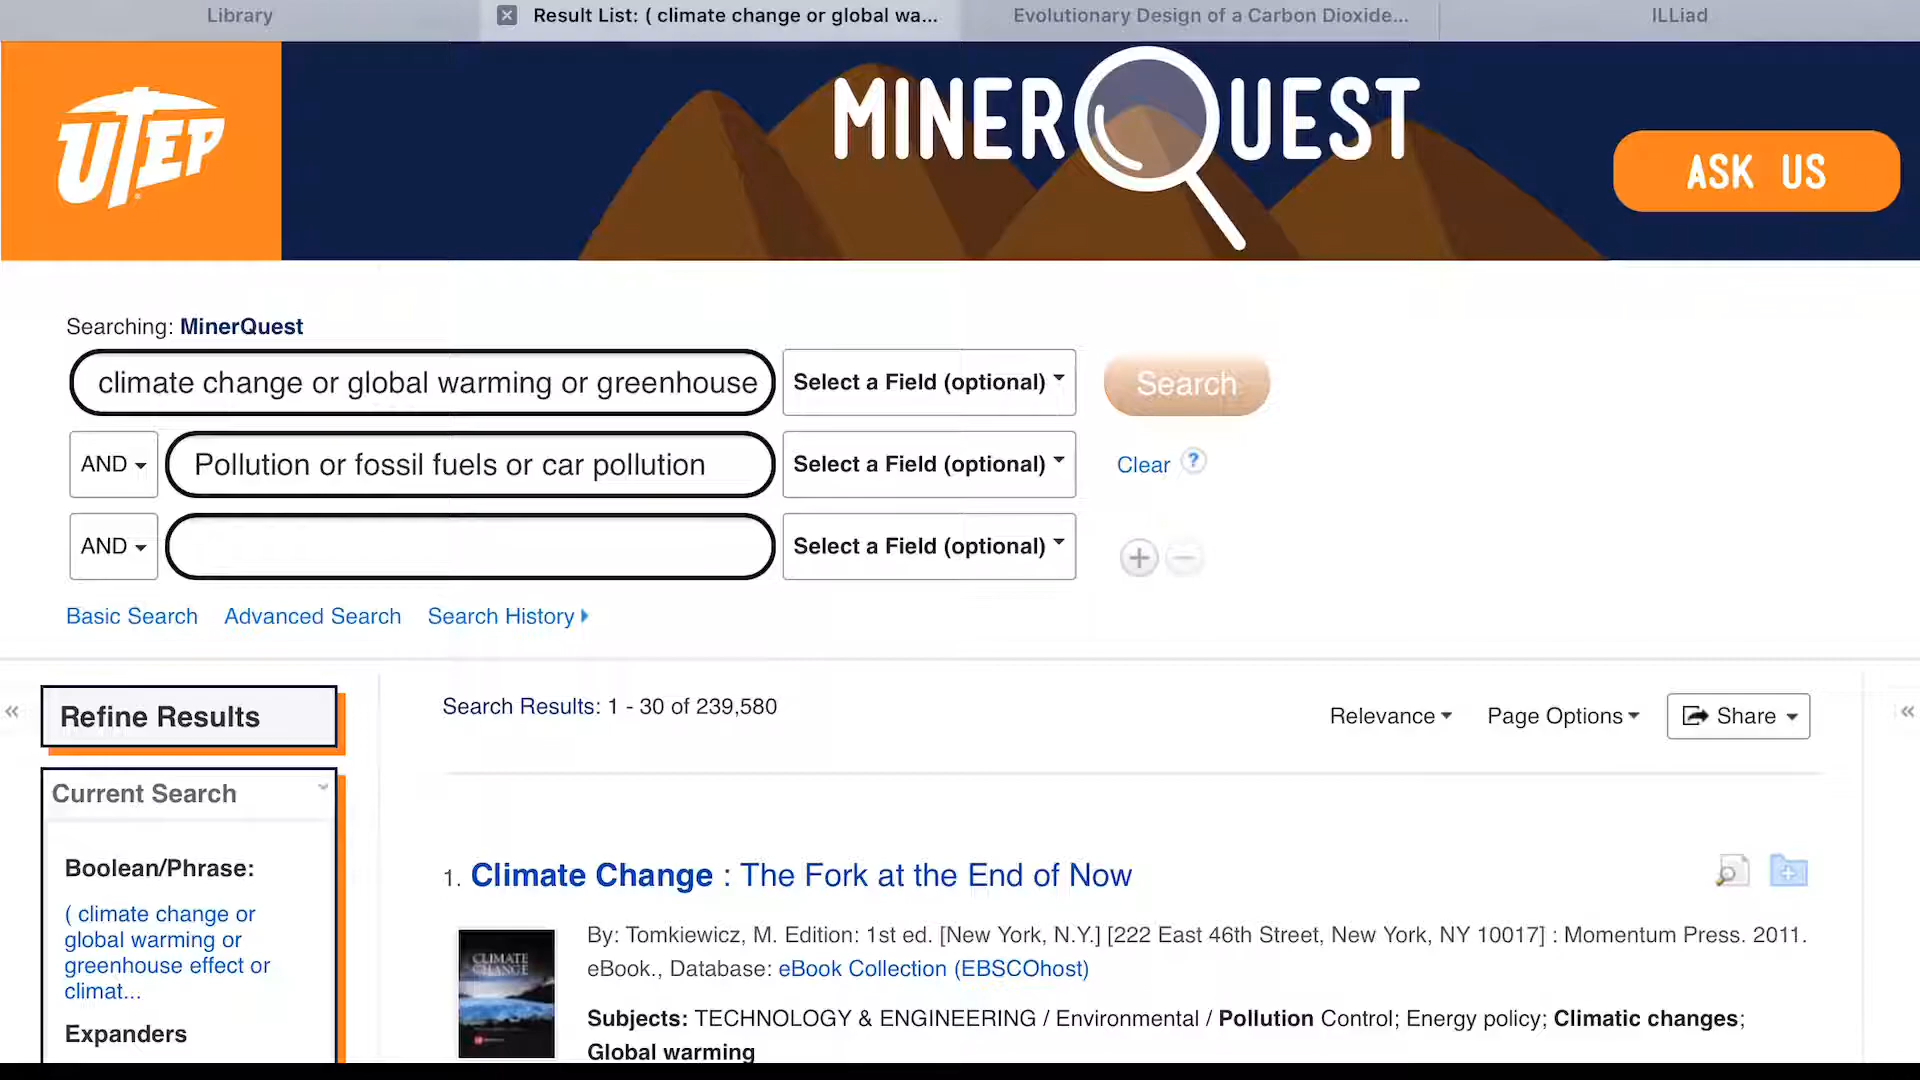 Library
Result List: ( climate change or global wa...
Evolutionary Design of a Carbon Dioxide...
ILLiad
UTEP
MINERQUEST
ASK US
Searching: MinerQuest
climate change or global warming or greenhouse
Select a Field (optional)
Search
AND
Pollution or fossil fuels or car pollution
Select a Field (optional)
Clear ?
AND
Select a Field (optional)
Basic Search
Advanced Search
Search History
Refine Results
Search Results: 1 - 30 of 239,580
Relevance
Page Options
Share
Current Search
Boolean/Phrase:
( climate change or
global warming or
greenhouse effect or
climat...
Expanders
1. Climate Change : The Fork at the End of Now
CLIMATE
CHANGE
By: Tomkiewicz, M. Edition: 1st ed. [New York, N.Y.] [222 East 46th Street, New York, NY 10017] : Momentum Press. 2011.
eBook., Database: eBook Collection (EBSCOhost)
Subjects: TECHNOLOGY & ENGINEERING / Environmental / Pollution Control; Energy policy; Climatic changes;
Global warming